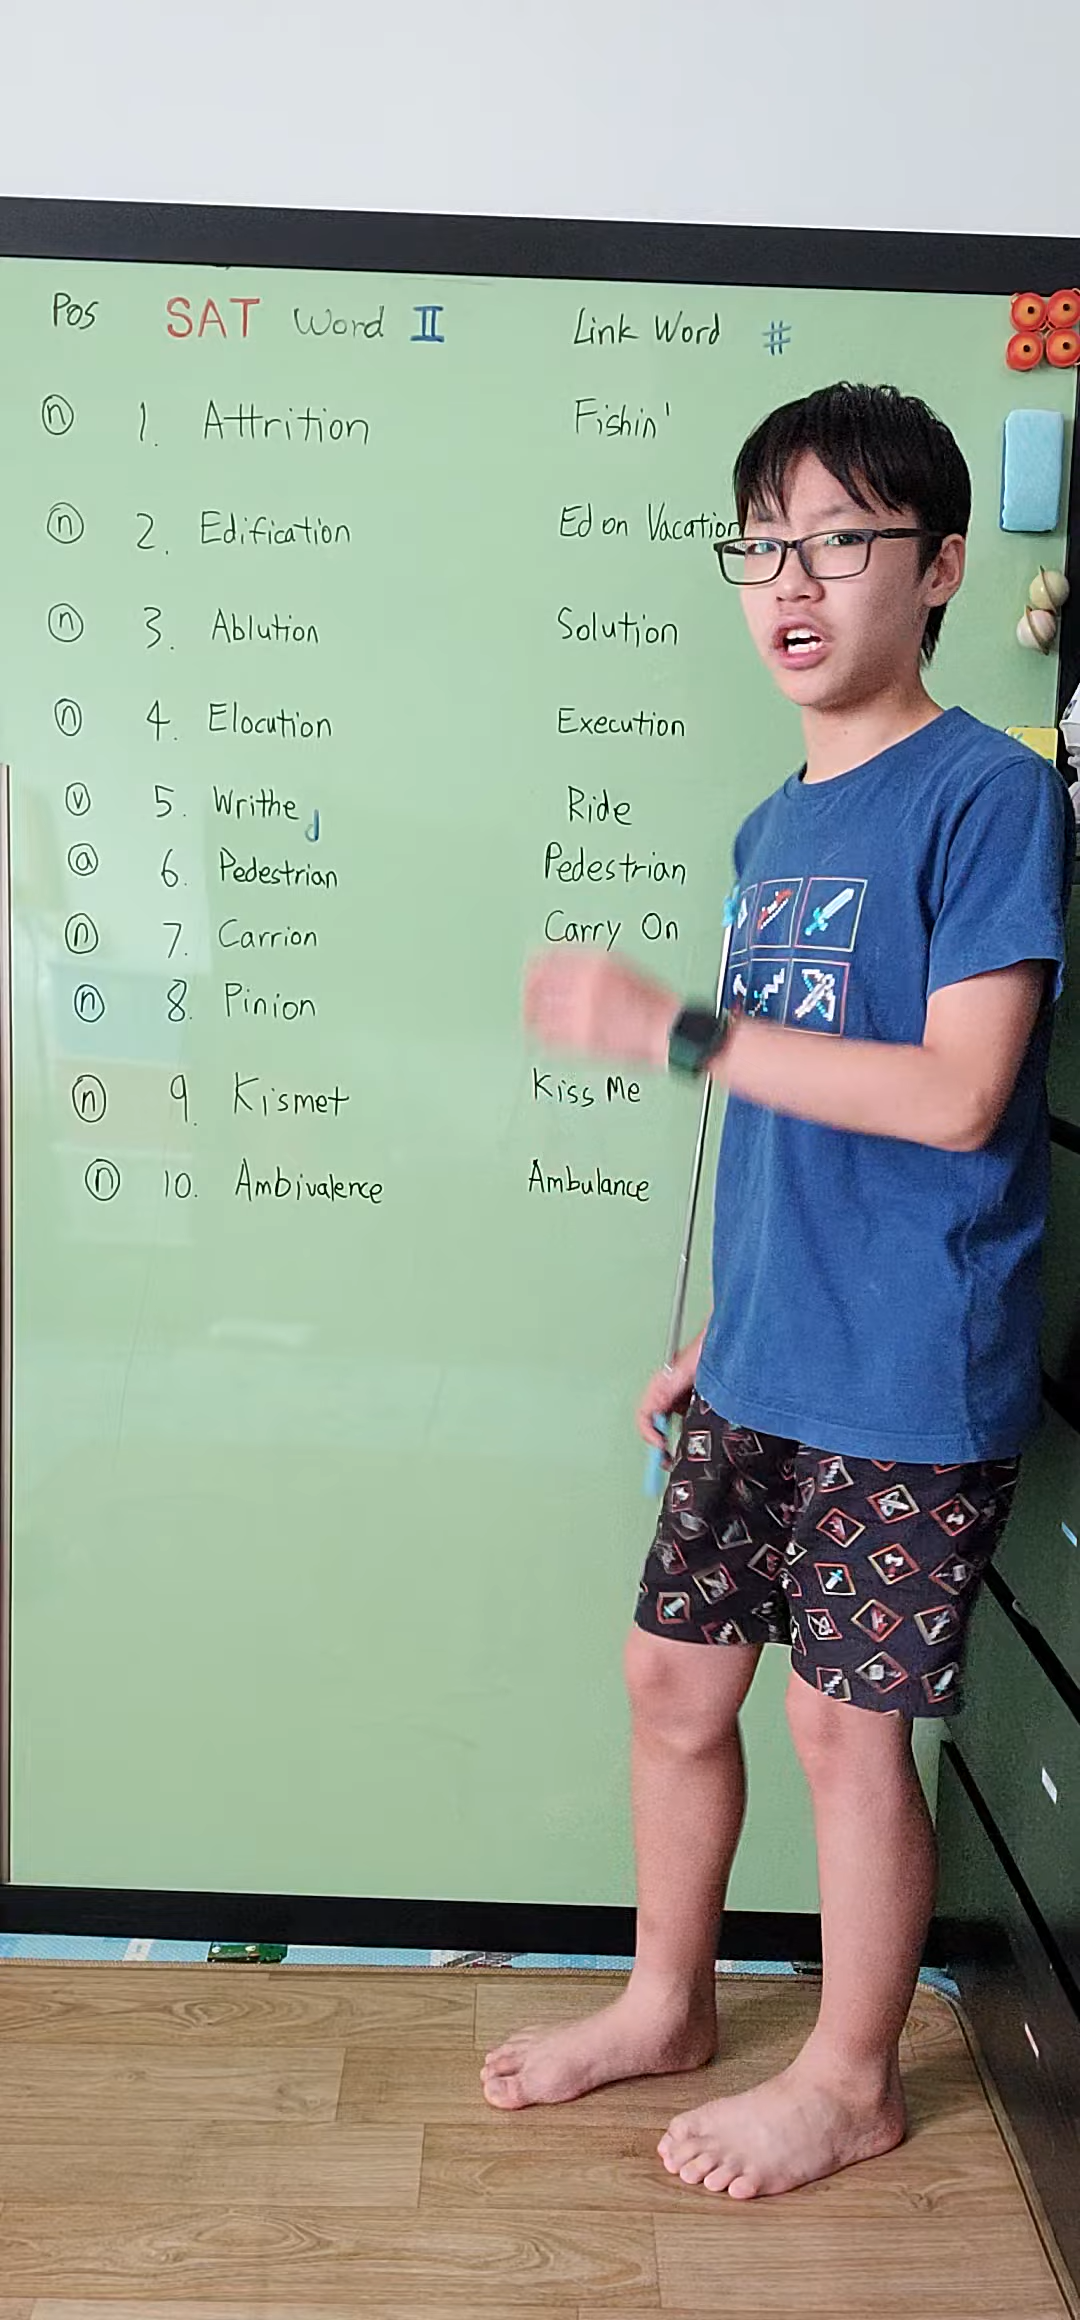 Pos SAT Word II Link Word #
n 1. Attrition Fishin'
n 2. Edification Ed on Vacation
n 3. Ablution Solution
n 4. Elocution Execution
v 5. Writhe, d Ride
a 6. Pedestrian Pedestrian
n 7. Carrion Carry On
n 8. Pinion
n 9. Kismet Kiss Me
n 10. Ambivalence Ambulance